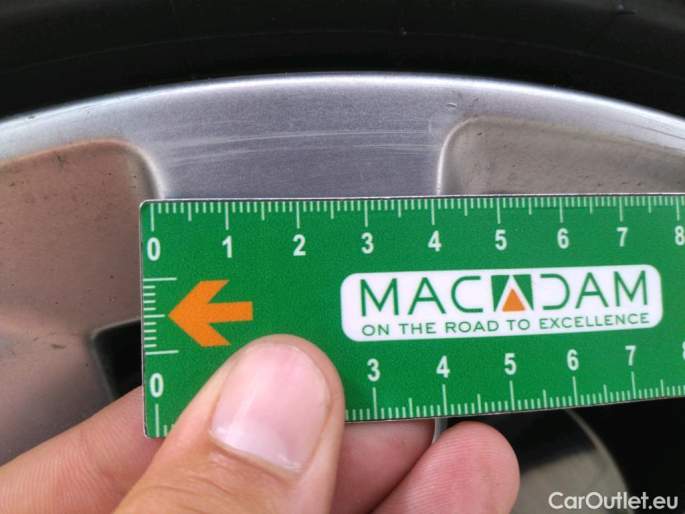 0 1 2 3 4 5 6 7 8
MACADAM
ON THE ROAD TO EXCELLENCE
0 3 4 5 6 7
CarOutlet.eu